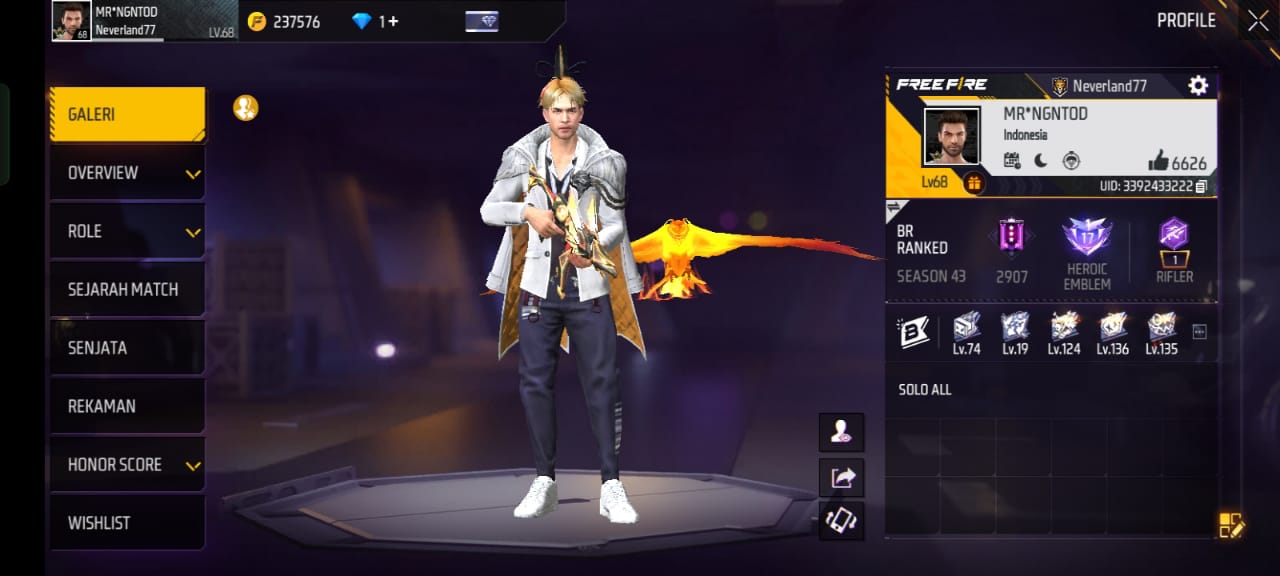 MR*NGNTOD
Neverland77
LV.68
68
237576
1+
PROFILE
GALERI
OVERVIEW
ROLE
SEJARAH MATCH
SENJATA
REKAMAN
HONOR SCORE
WISHLIST
FREE FIRE
Neverland77
MR*NGNTOD
Indonesia
6626
Lv68
UID: 3392433222
BR RANKED
SEASON 43
2907
17
HEROIC EMBLEM
1
RIFLER
Lv.74 Lv.19 Lv.124 Lv.136 Lv.135
SOLO ALL